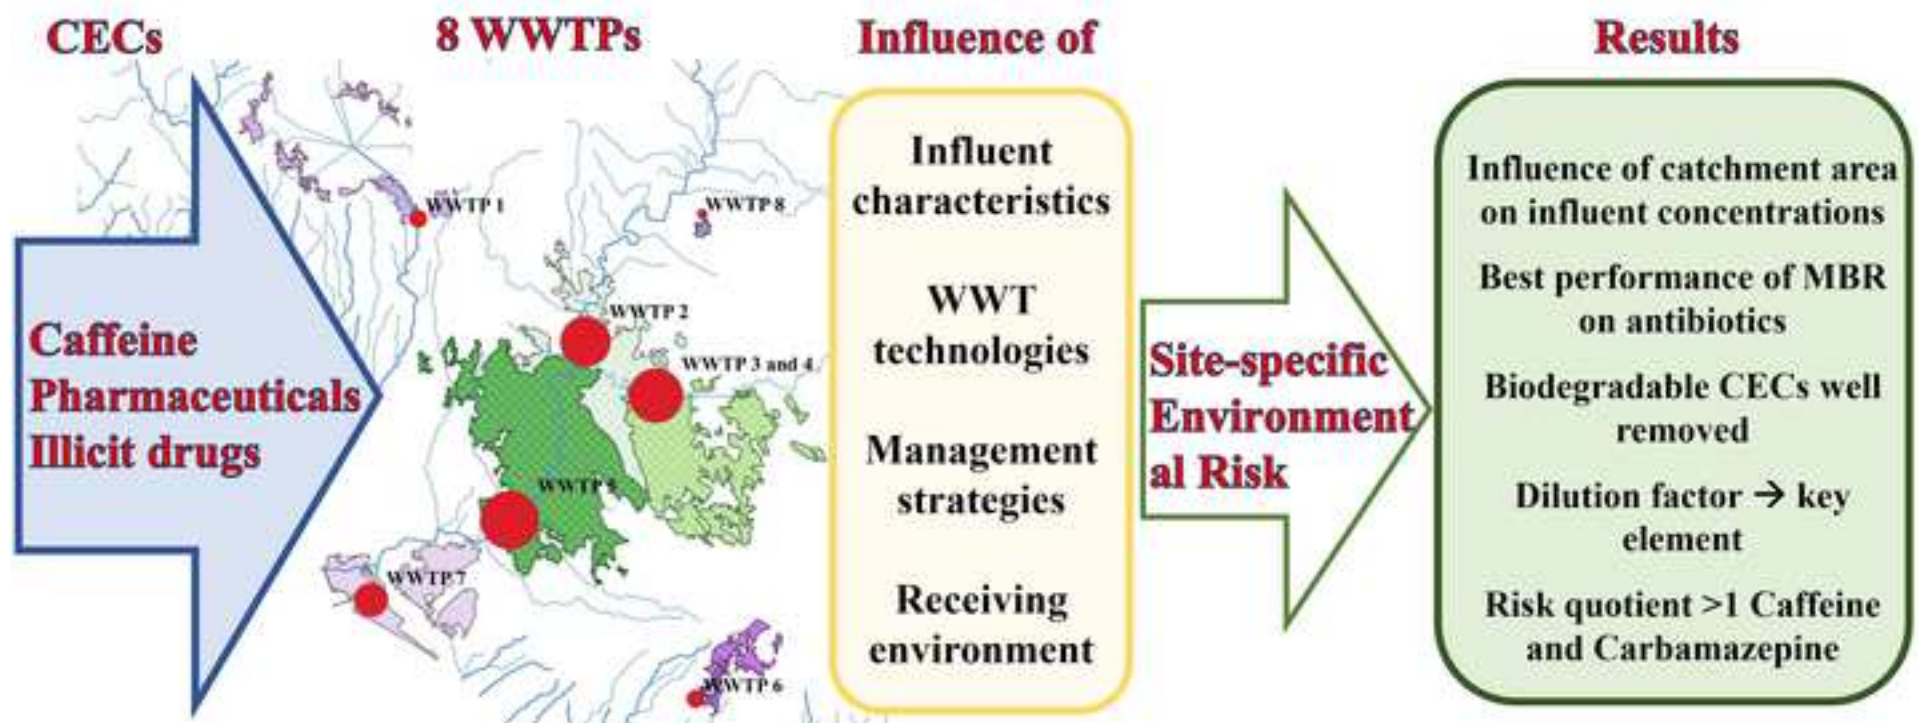 CECs
8 WWTPs
Influence of
Results
Caffeine
Pharmaceuticals
Illicit drugs
WWTP 1
WWTP 8
WWTP 2
WWTP 3 and 4
WWTP 5
WWTP 7
WWTP 6
Influent
characteristics
WWT
technologies
Management
strategies
Receiving
environment
Site-specific
Environment
al Risk
Influence of catchment area
on influent concentrations
Best performance of MBR
on antibiotics
Biodegradable CECs well
removed
Dilution factor → key
element
Risk quotient >1 Caffeine
and Carbamazepine